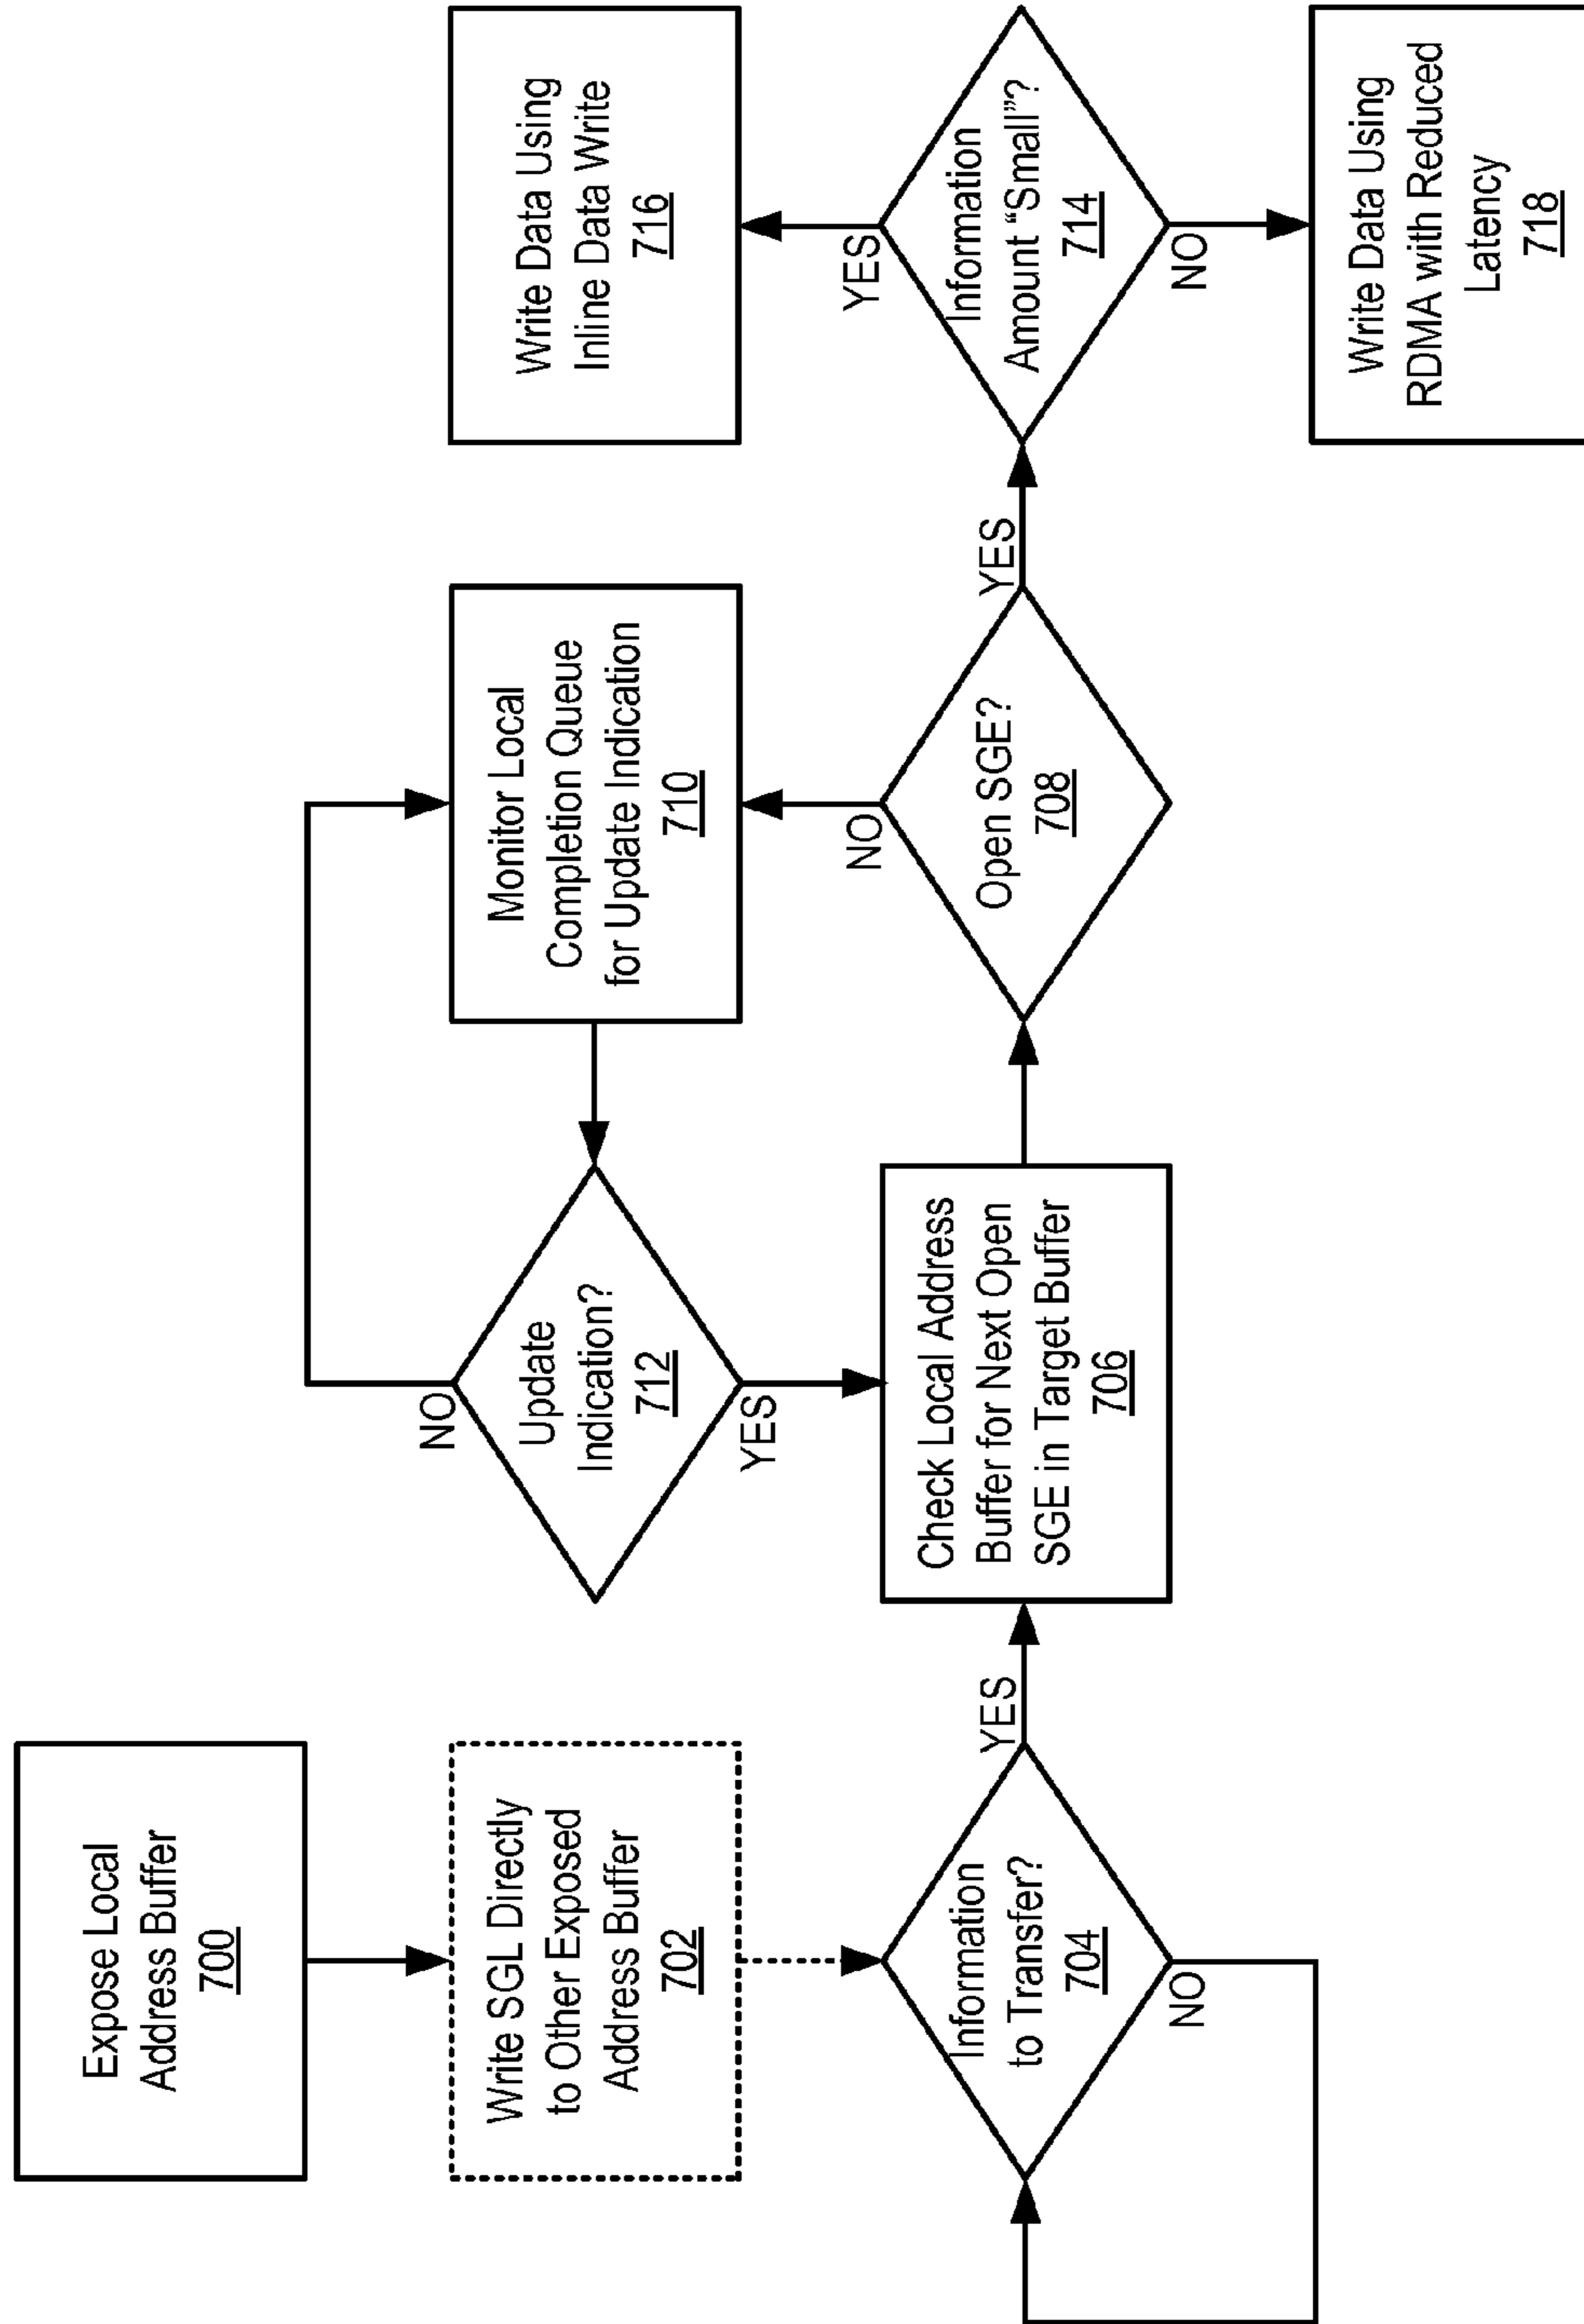 Expose Local
Address Buffer
700
Write SGL Directly
to Other Exposed
Address Buffer
702
Information
to Transfer?
704
NO
YES
Check Local Address
Buffer for Next Open
SGE in Target Buffer
706
Open SGE?
708
NO
YES
Monitor Local
Completion Queue
for Update Indication
710
Update
Indication?
712
NO
YES
Information
Amount “Small”?
714
YES
NO
Write Data Using
Inline Data Write
716
Write Data Using
RDMA with Reduced
Latency
718